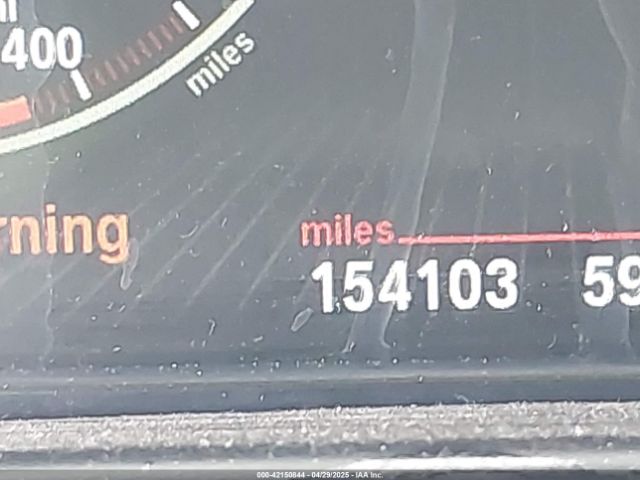 400
miles
rning
miles
154103 59
000-42150844 - 04/29/2025 - IAA Inc.